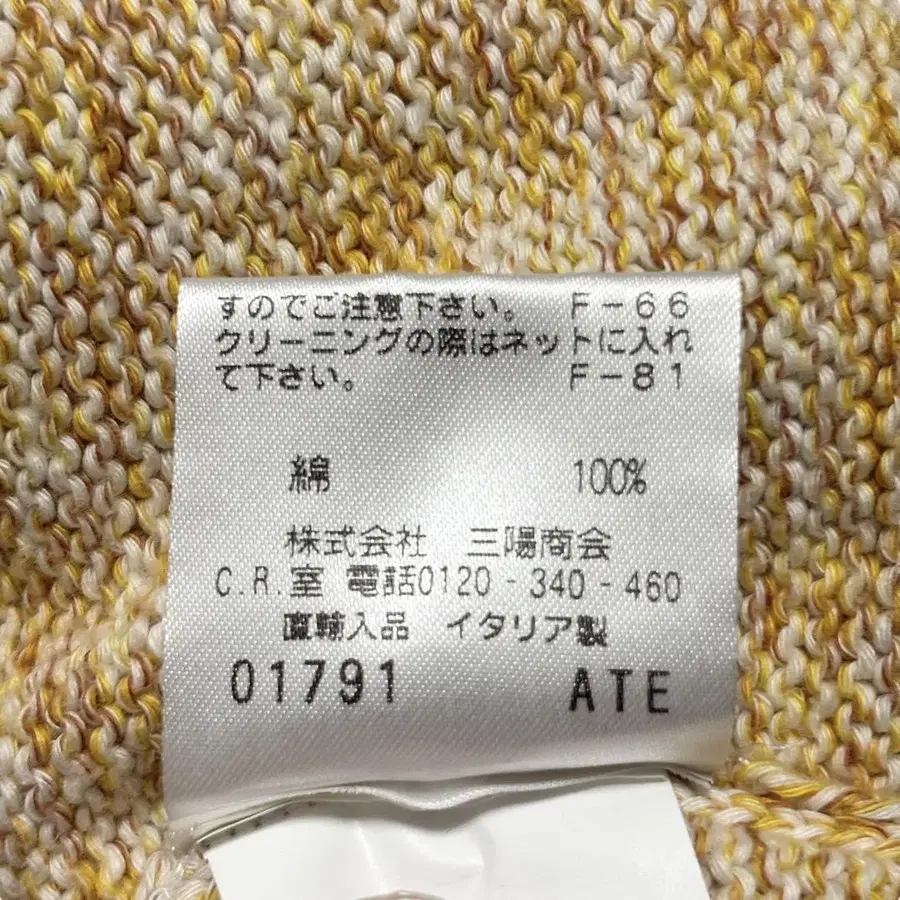 すのでご注意下さい。 F-66
クリーニングの際はネットに入れ
て下さい。 F-81
綿 100%
株式会社 三陽商会
C.R.室 電話0120-340-460
直輸入品 イタリア製
01791 ATE